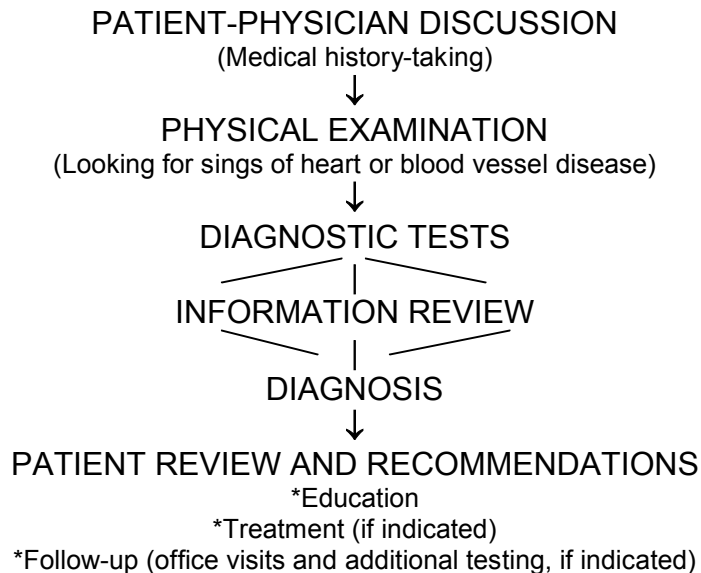 PATIENT-PHYSICIAN DISCUSSION
(Medical history-taking)
PHYSICAL EXAMINATION
(Looking for sings of heart or blood vessel disease)
DIAGNOSTIC TESTS
INFORMATION REVIEW
DIAGNOSIS
PATIENT REVIEW AND RECOMMENDATIONS
*Education
*Treatment (if indicated)
*Follow-up (office visits and additional testing, if indicated)